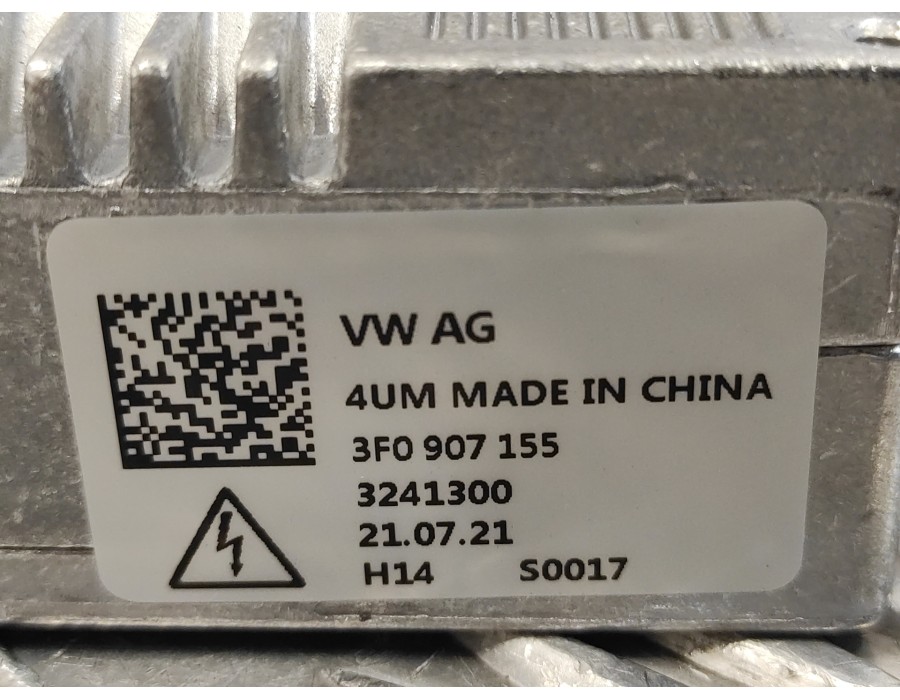 VW AG
4UM MADE IN CHINA
3F0 907 155
3241300
21.07.21
H14 S0017